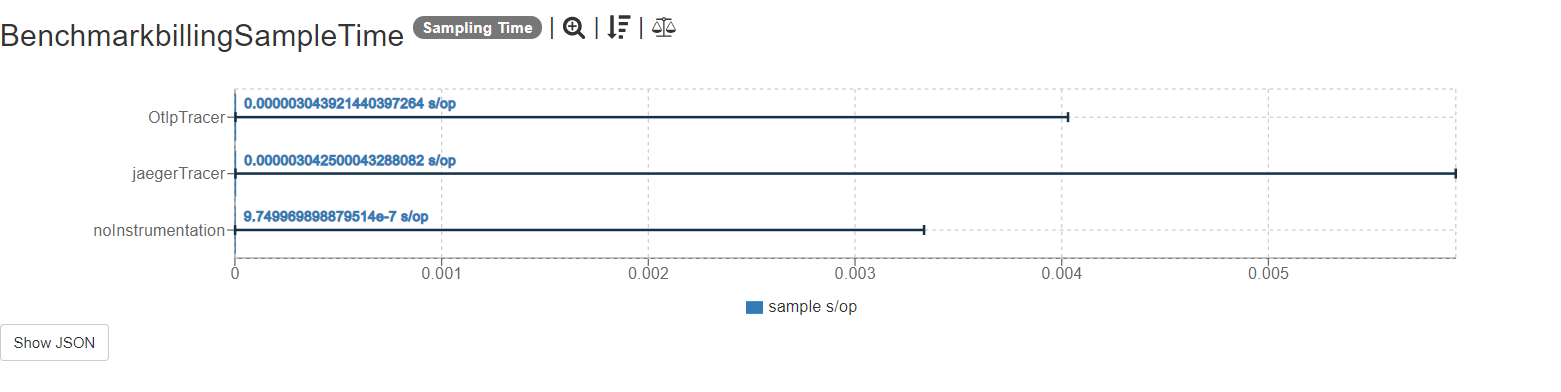 BenchmarkbillingSampleTime Sampling Time | | |
OtlpTracer 0.000003043921440397264 s/op
jaegerTracer 0.000003042500043288082 s/op
noInstrumentation 9.749969898879514e-7 s/op
0 0.001 0.002 0.003 0.004 0.005
sample s/op
Show JSON